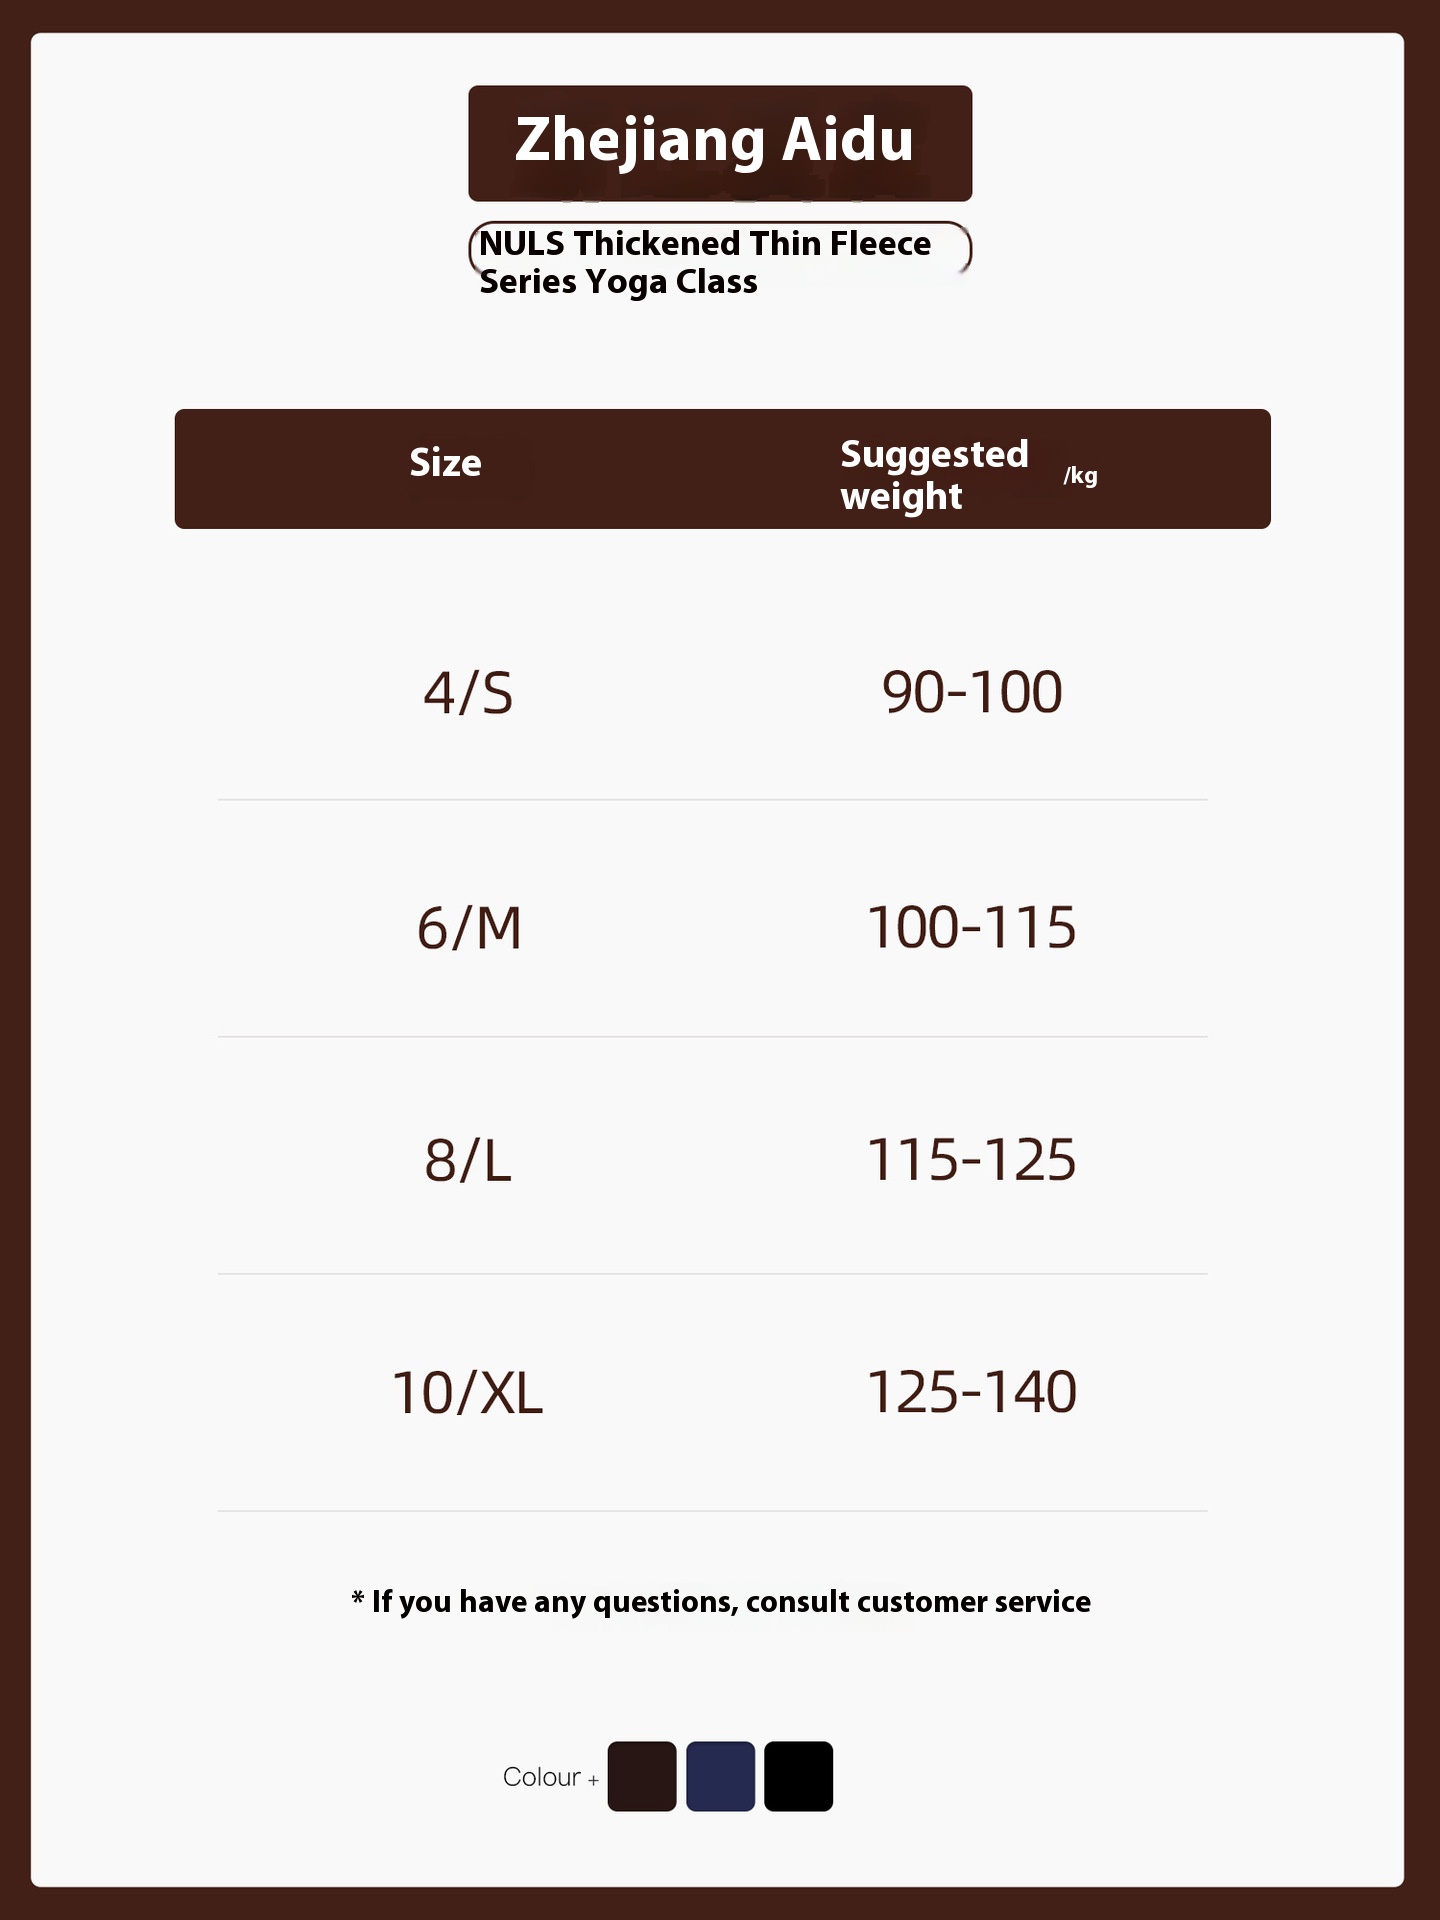 Zhejiang Aidu
NULS Thickened Thin Fleece
Series Yoga Class
Size
Suggested
weight
/kg
4/S 90-100
6/M 100-115
8/L 115-125
10/XL 125-140
* If you have any questions, consult customer service
Colour +